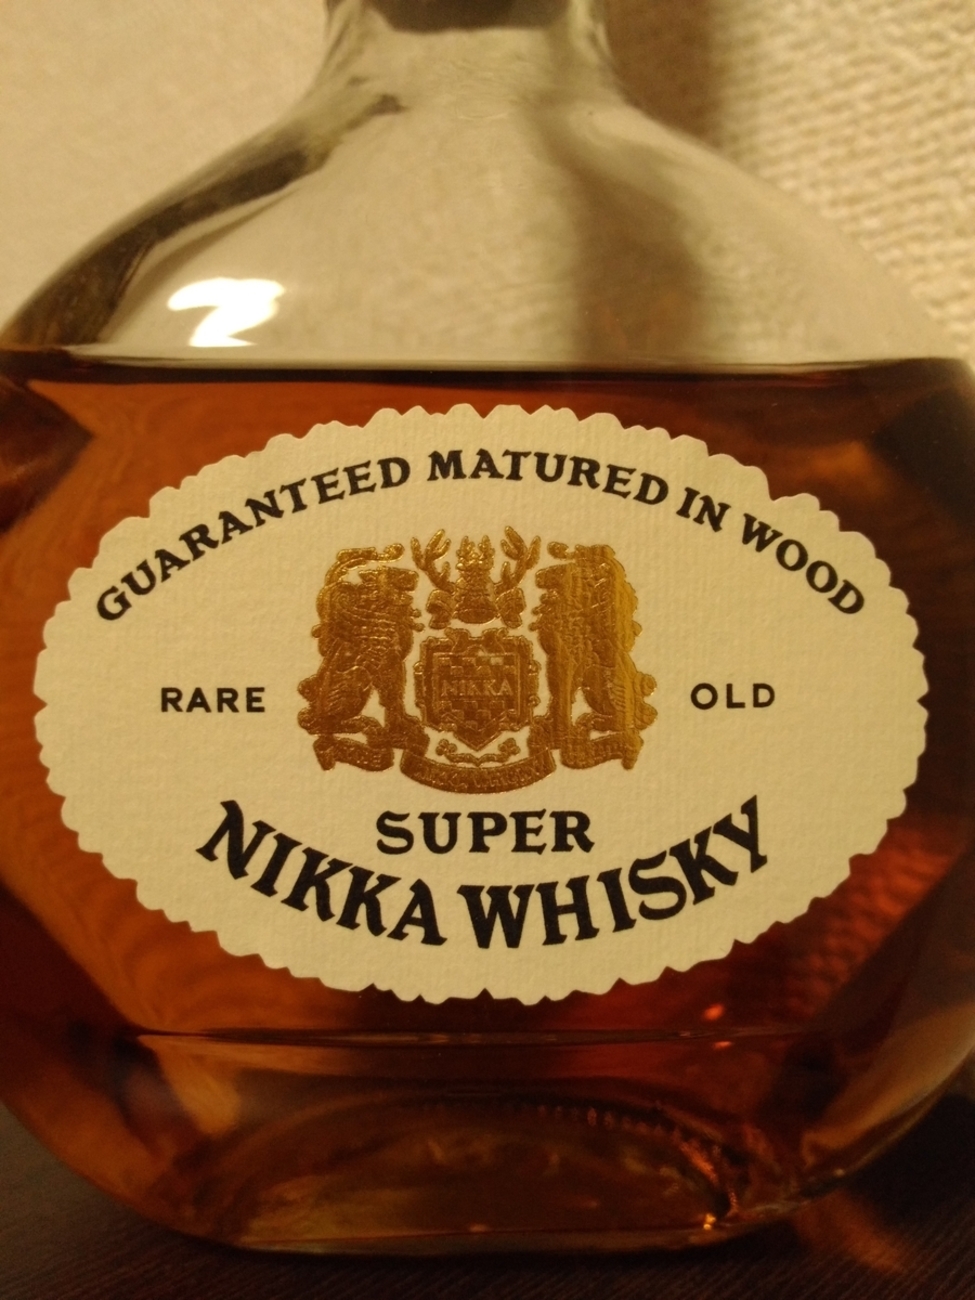 GUARANTEED MATURED IN WOOD
RARE
OLD
NIKKA
SUPER
NIKKA WHISKY